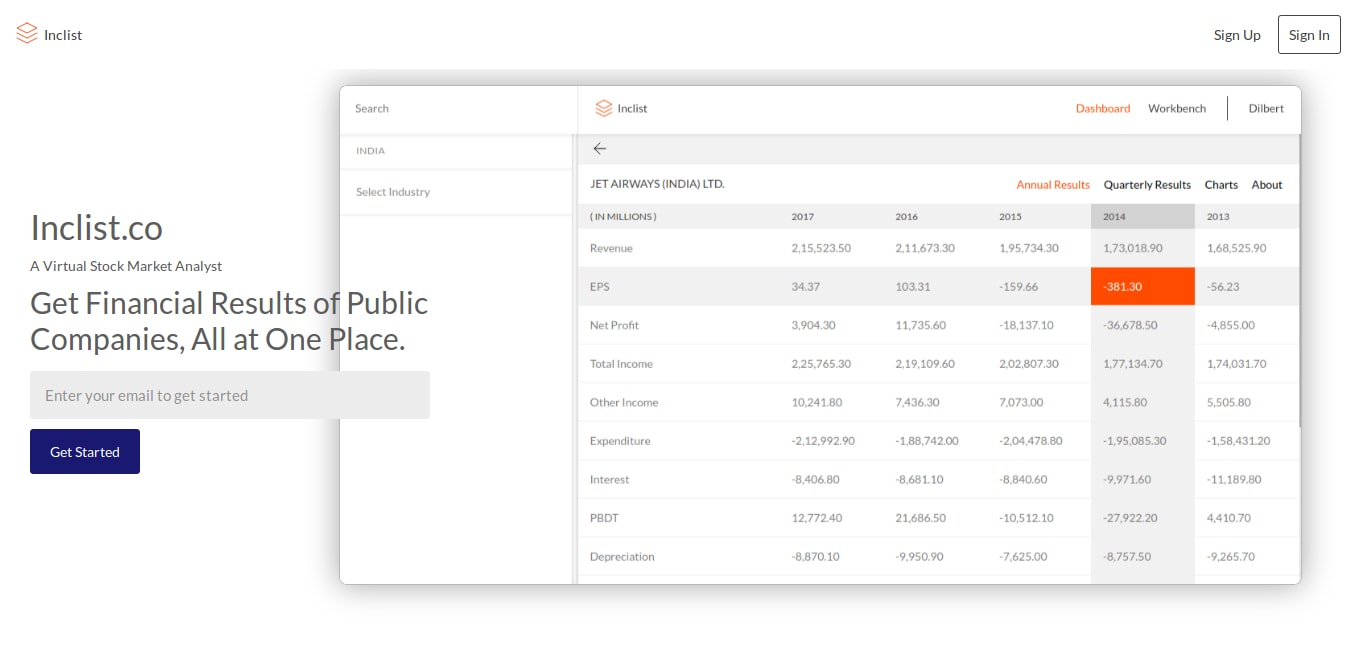 Inclist
Sign Up
Sign In
Search
Inclist
Dashboard
Workbench
Dilbert
INDIA
Select Industry
JET AIRWAYS (INDIA) LTD.
Annual Results
Quarterly Results
Charts
About
( IN MILLIONS ) 2017 2016 2015 2014 2013
Revenue 2,15,523.50 2,11,673.30 1,95,734.30 1,73,018.90 1,68,525.90
EPS 34.37 103.31 -159.66 -381.30 -56.23
Net Profit 3,904.30 11,735.60 -18,137.10 -36,678.50 -4,855.00
Total Income 2,25,765.30 2,19,109.60 2,02,807.30 1,77,134.70 1,74,031.70
Other Income 10,241.80 7,436.30 7,073.00 4,115.80 5,505.80
Expenditure -2,12,992.90 -1,88,742.00 -2,04,478.80 -1,95,085.30 -1,58,431.20
Interest -8,406.80 -8,681.10 -8,840.60 -9,971.60 -11,189.80
PBDT 12,772.40 21,686.50 -10,512.10 -27,922.20 4,410.70
Depreciation -8,870.10 -9,950.90 -7,625.00 -8,757.50 -9,265.70
Inclist.co
A Virtual Stock Market Analyst
Get Financial Results of Public
Companies, All at One Place.
Enter your email to get started
Get Started